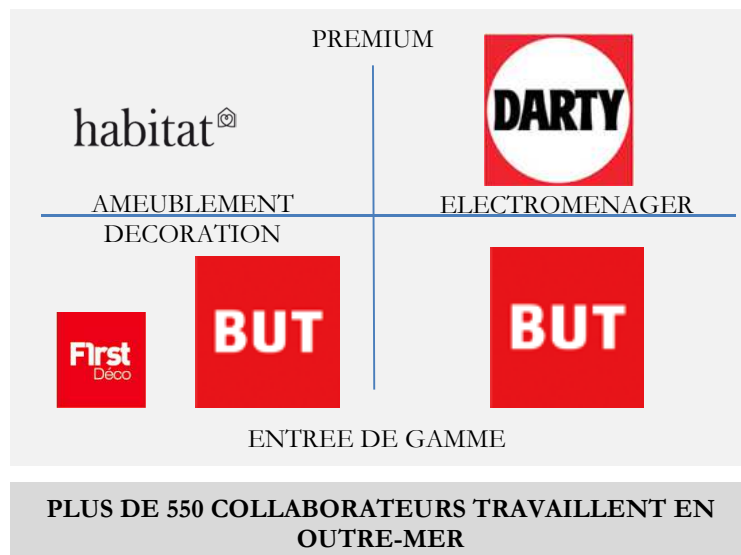 PREMIUM
habitat
DARTY
AMEUBLEMENT
DECORATION
ELECTROMENAGER
F1rst
Déco
BUT
BUT
ENTREE DE GAMME
PLUS DE 550 COLLABORATEURS TRAVAILLENT EN
OUTRE-MER